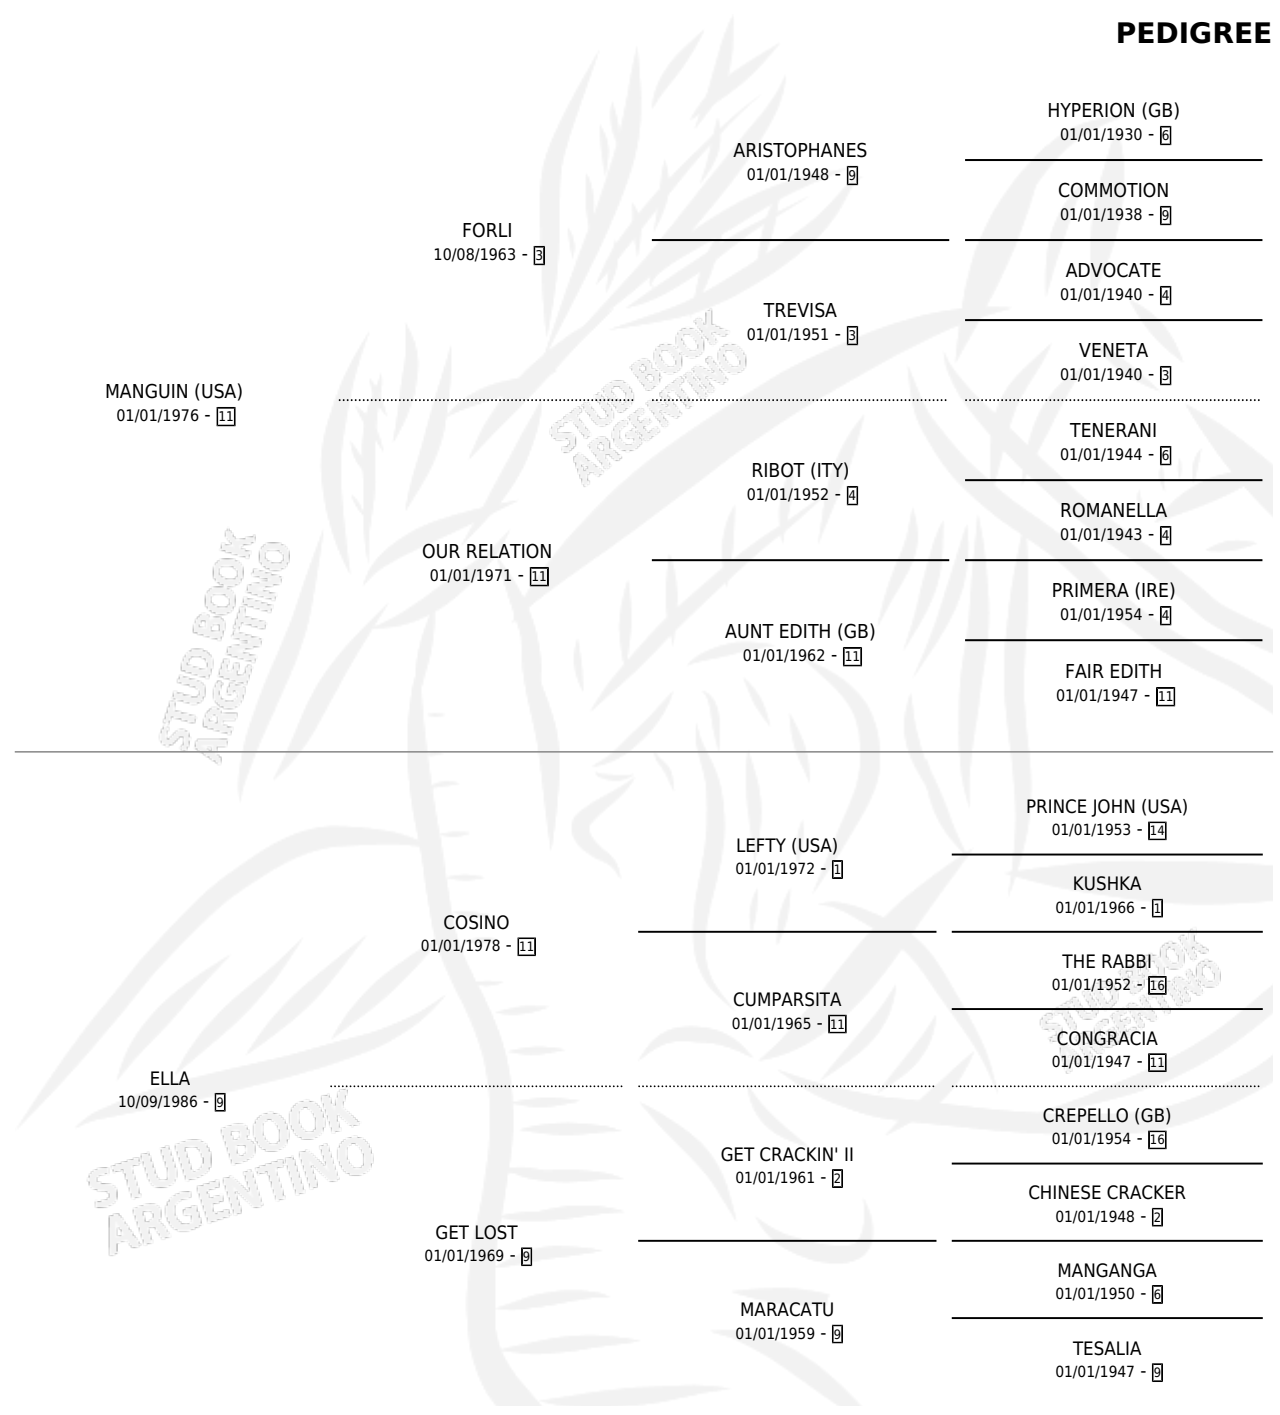 PEDIGREE
HYPERION (GB)
01/01/1930 - 6
ARISTOPHANES
01/01/1948 - 9
COMMOTION
01/01/1938 - 9
FORLI
10/08/1963 - 3
ADVOCATE
01/01/1940 - 4
TREVISA
01/01/1951 - 3
VENETA
01/01/1940 - 3
MANGUIN (USA)
01/01/1976 - 11
STUD BOOK
ARGENTINO
TENERANI
01/01/1944 - 6
RIBOT (ITY)
01/01/1952 - 4
ROMANELLA
01/01/1943 - 4
OUR RELATION
01/01/1971 - 11
PRIMERA (IRE)
01/01/1954 - 4
AUNT EDITH (GB)
01/01/1962 - 11
FAIR EDITH
01/01/1947 - 11
STUD BOOK
ARGENTINO
PRINCE JOHN (USA)
01/01/1953 - 14
LEFTY (USA)
01/01/1972 - 1
KUSHKA
01/01/1966 - 1
COSINO
01/01/1978 - 11
THE RABBI
01/01/1952 - 16
CUMPARSITA
01/01/1965 - 11
CONGRACIA
01/01/1947 - 11
STUD BOOK
ARGENTINO
ELLA
10/09/1986 - 9
CREPELLO (GB)
01/01/1954 - 16
GET CRACKIN' II
01/01/1961 - 2
CHINESE CRACKER
01/01/1948 - 2
STUD BOOK
ARGENTINO
GET LOST
01/01/1969 - 9
MANGANGA
01/01/1950 - 6
MARACATU
01/01/1959 - 9
TESALIA
01/01/1947 - 9